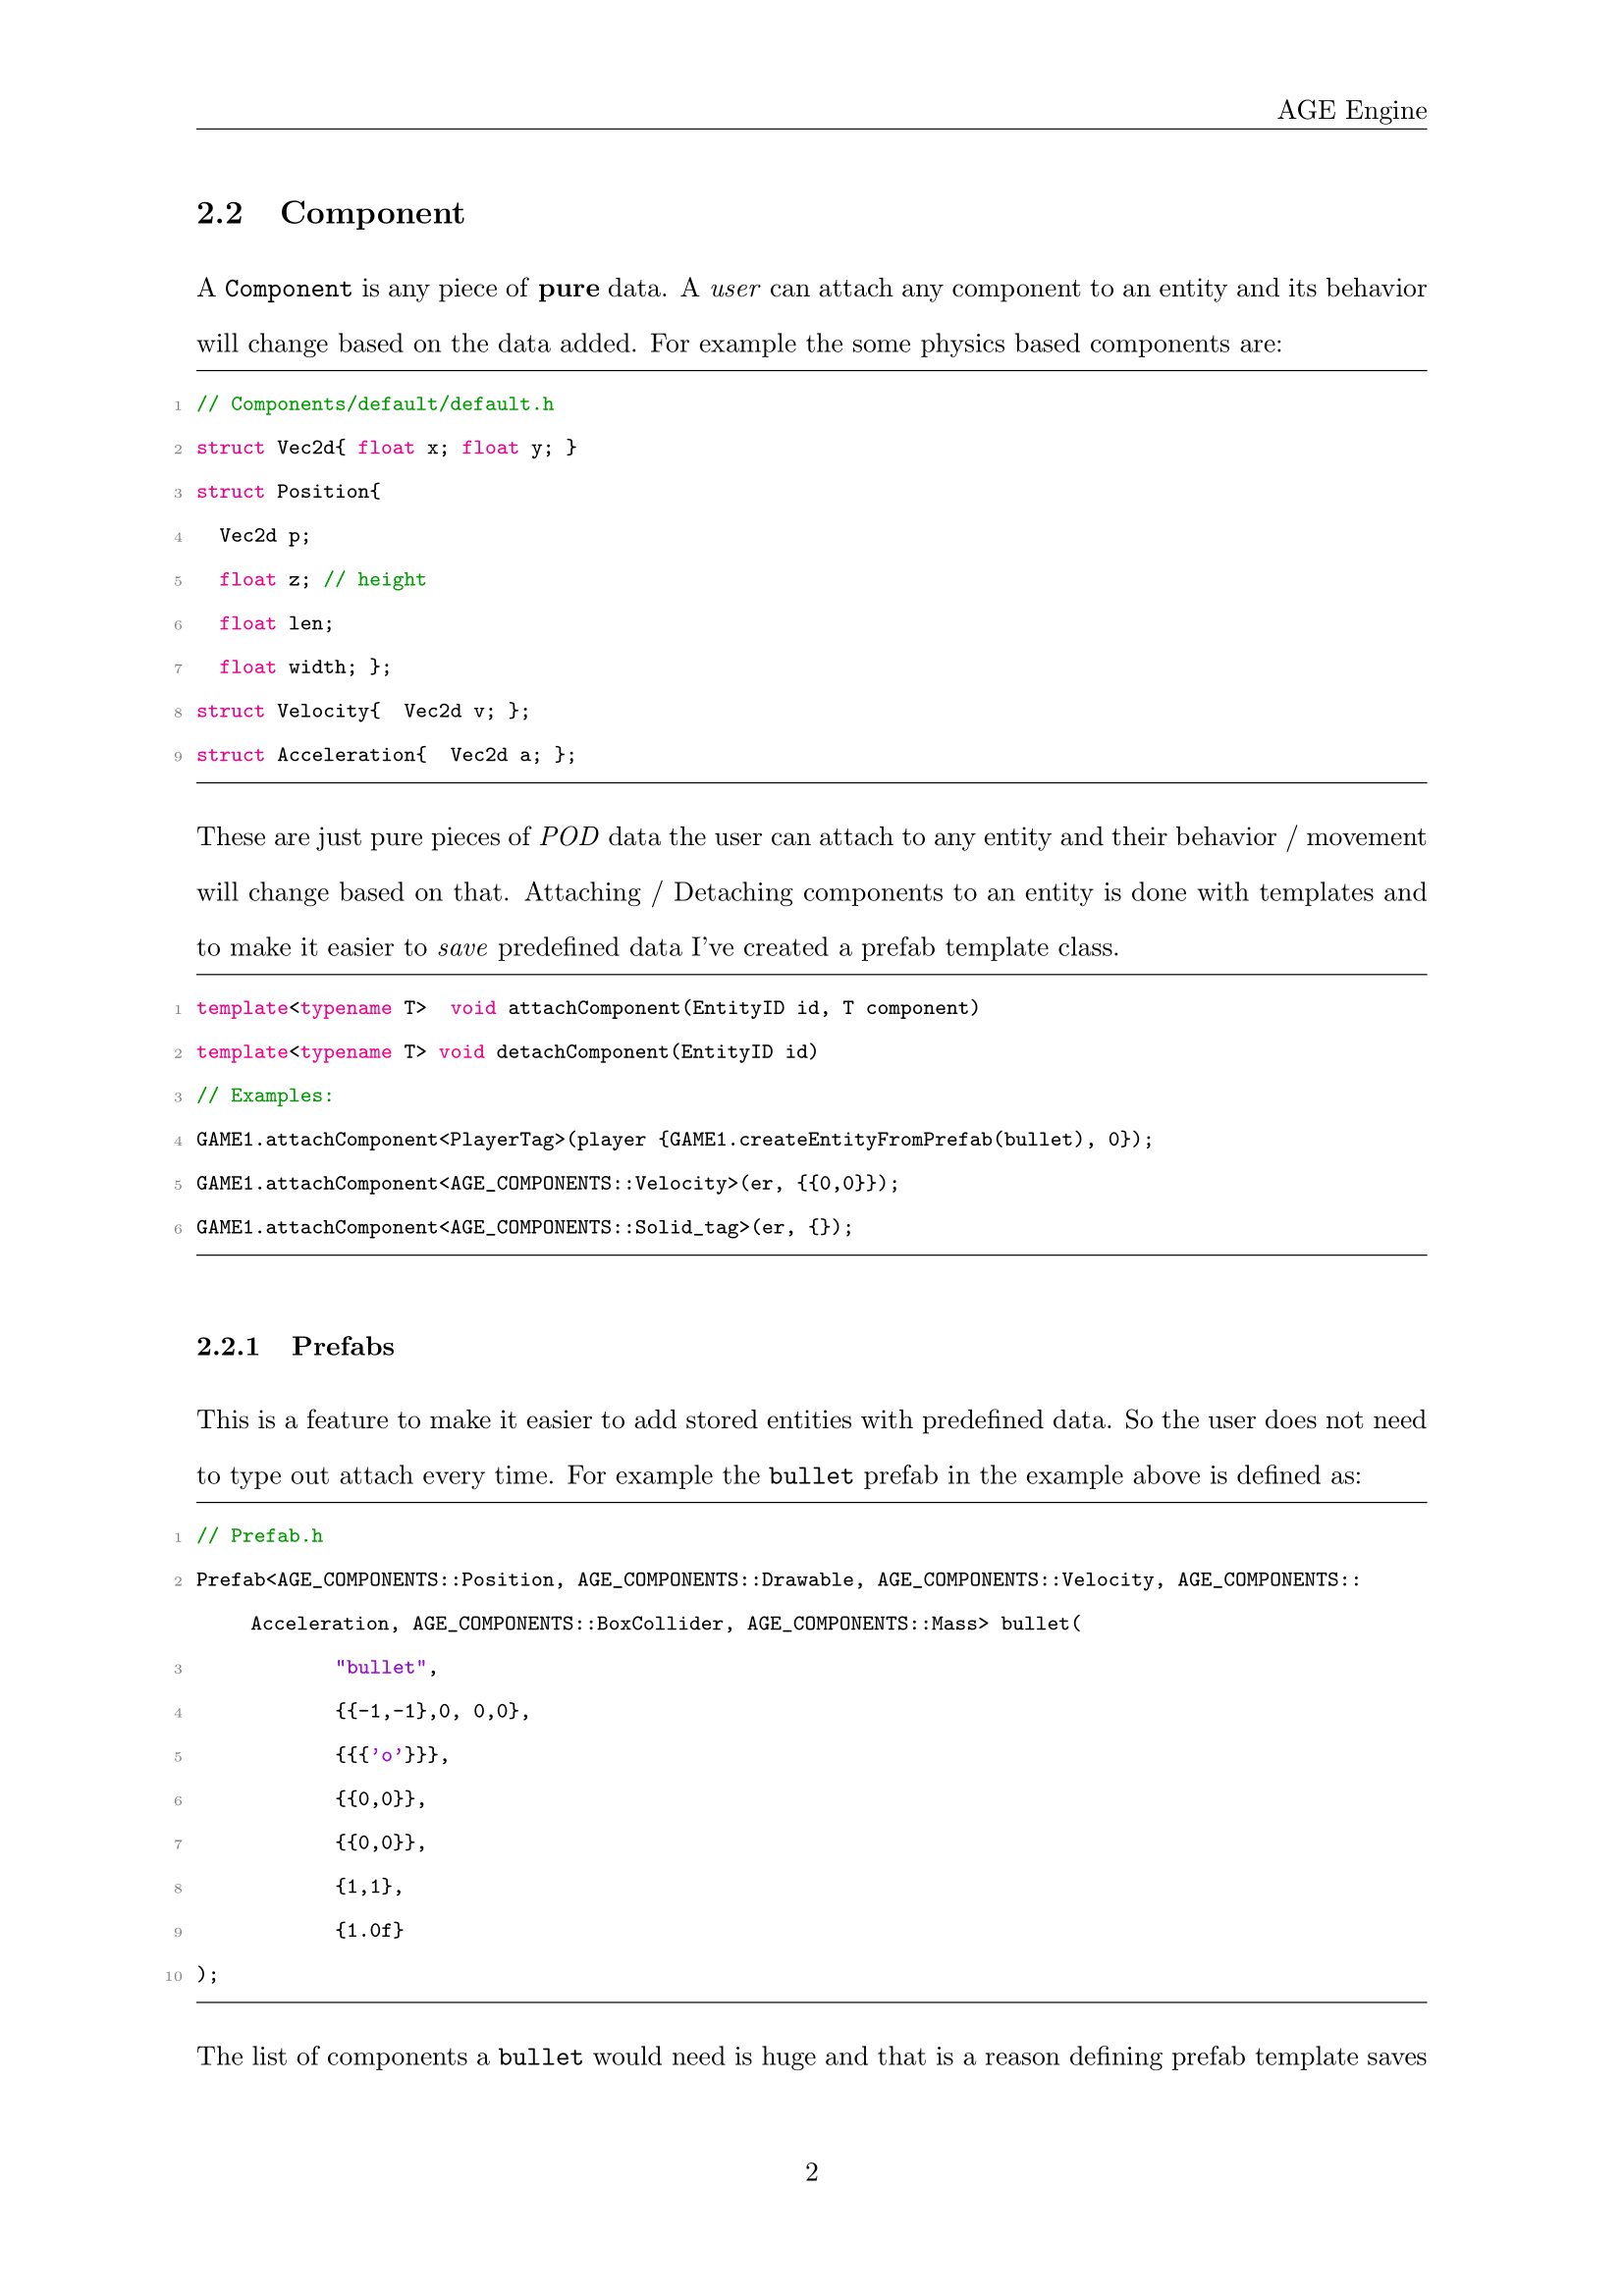 AGE Engine
2.2 Component
A Component is any piece of pure data. A user can attach any component to an entity and its behavior
will change based on the data added. For example the some physics based components are:
1 // Components/default/default.h
2 struct Vec2d{ float x; float y; }
3 struct Position{
4   Vec2d p;
5   float z; // height
6   float len;
7   float width; };
8 struct Velocity{  Vec2d v; };
9 struct Acceleration{  Vec2d a; };
These are just pure pieces of POD data the user can attach to any entity and their behavior / movement
will change based on that. Attaching / Detaching components to an entity is done with templates and
to make it easier to save predefined data I've created a prefab template class.
1 template<typename T>  void attachComponent(EntityID id, T component)
2 template<typename T> void detachComponent(EntityID id)
3 // Examples:
4 GAME1.attachComponent<PlayerTag>(player {GAME1.createEntityFromPrefab(bullet), 0});
5 GAME1.attachComponent<AGE_COMPONENTS::Velocity>(er, {{0,0}});
6 GAME1.attachComponent<AGE_COMPONENTS::Solid_tag>(er, {});
2.2.1 Prefabs
This is a feature to make it easier to add stored entities with predefined data. So the user does not need
to type out attach every time. For example the bullet prefab in the example above is defined as:
1 // Prefab.h
2 Prefab<AGE_COMPONENTS::Position, AGE_COMPONENTS::Drawable, AGE_COMPONENTS::Velocity, AGE_COMPONENTS::
Acceleration, AGE_COMPONENTS::BoxCollider, AGE_COMPONENTS::Mass> bullet(
3             "bullet",
4             {{-1,-1},0, 0,0},
5             {{{'o'}}},
6             {{0,0}},
7             {{0,0}},
8             {1,1},
9             {1.0f}
10 );
The list of components a bullet would need is huge and that is a reason defining prefab template saves
2